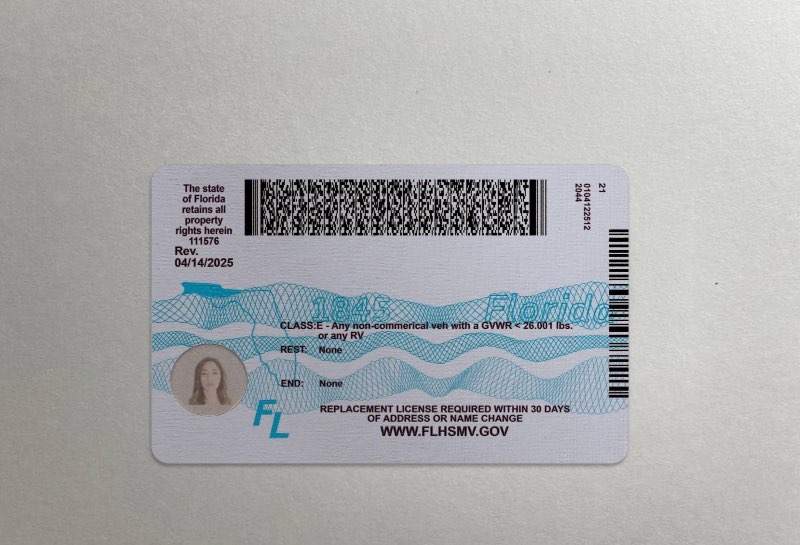 The state
of Florida
retains all
property
rights herein
111576
Rev.
04/14/2025
21
0104122512
2044
1845
Florida
CLASS:E - Any non-commerical veh with a GVWR < 26.001 lbs.
or any RV
REST: None
END: None
FL
REPLACEMENT LICENSE REQUIRED WITHIN 30 DAYS
OF ADDRESS OR NAME CHANGE
WWW.FLHSMV.GOV